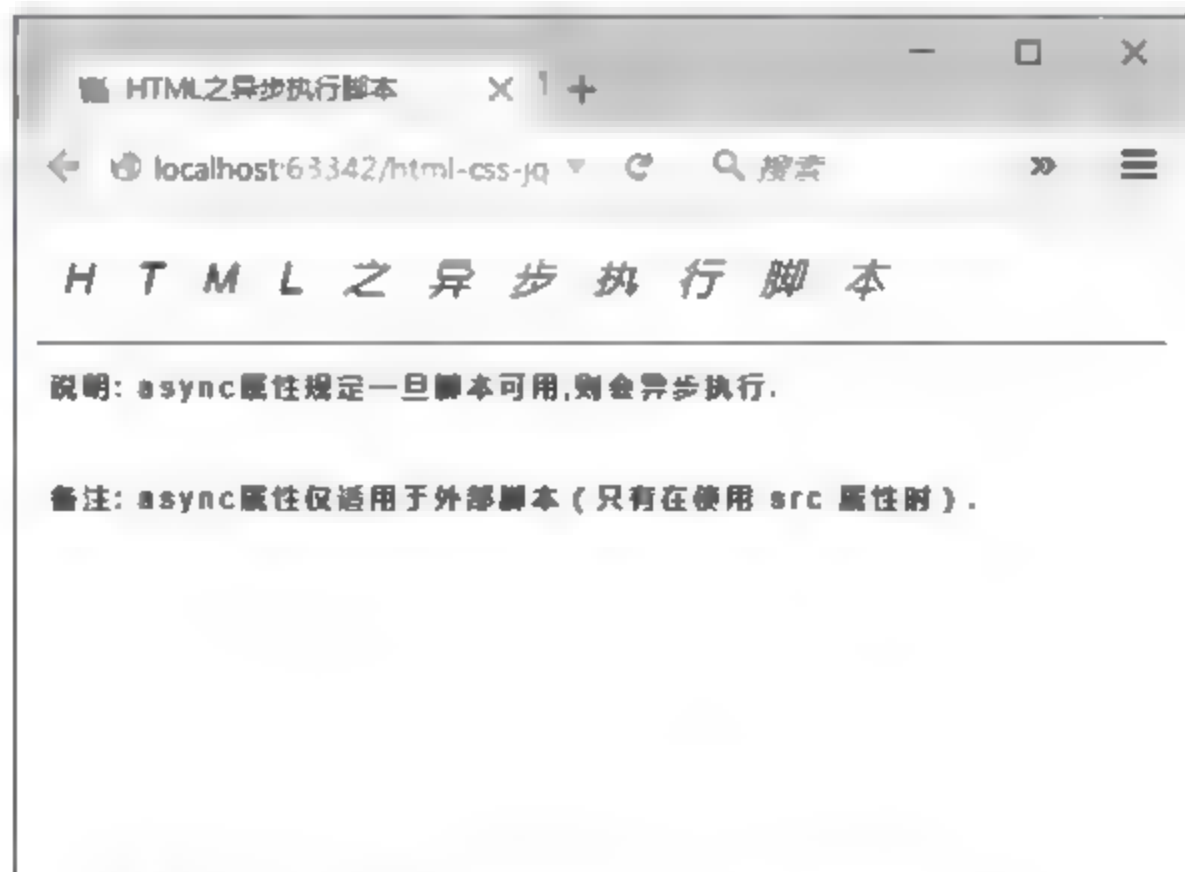 HTML之异步执行脚本
localhost:63342/html-css-jq
搜索
HTML之异步执行脚本
说明: async属性规定一旦脚本可用,则会异步执行.
备注: async属性仅适用于外部脚本（只有在使用 src 属性时）.